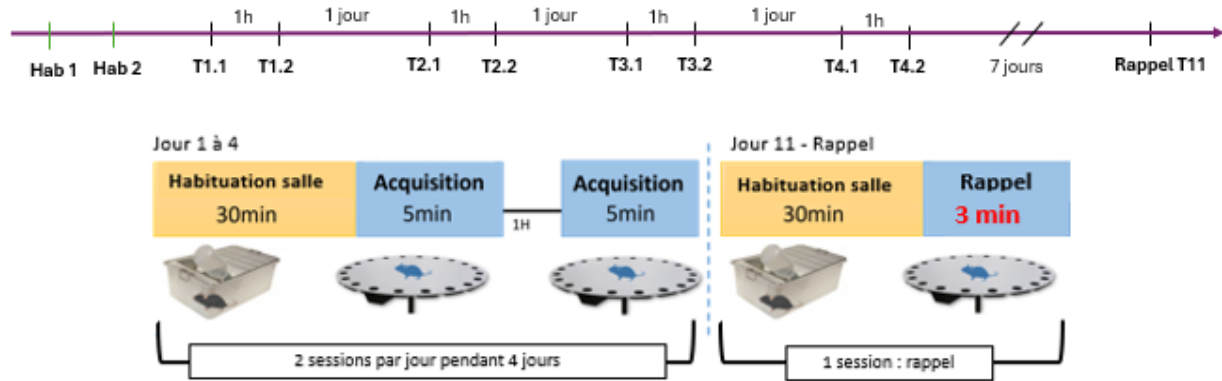 1h 1 jour 1h 1 jour 1h 1 jour 1h
Hab 1 Hab 2 T1.1 T1.2 T2.1 T2.2 T3.1 T3.2 T4.1 T4.2 7 jours Rappel T11
Jour 1 à 4
Jour 11 - Rappel
Habituation salle Acquisition Acquisition Habituation salle Rappel
30min 5min 1H 5min 30min 3 min
2 sessions par jour pendant 4 jours
1 session : rappel